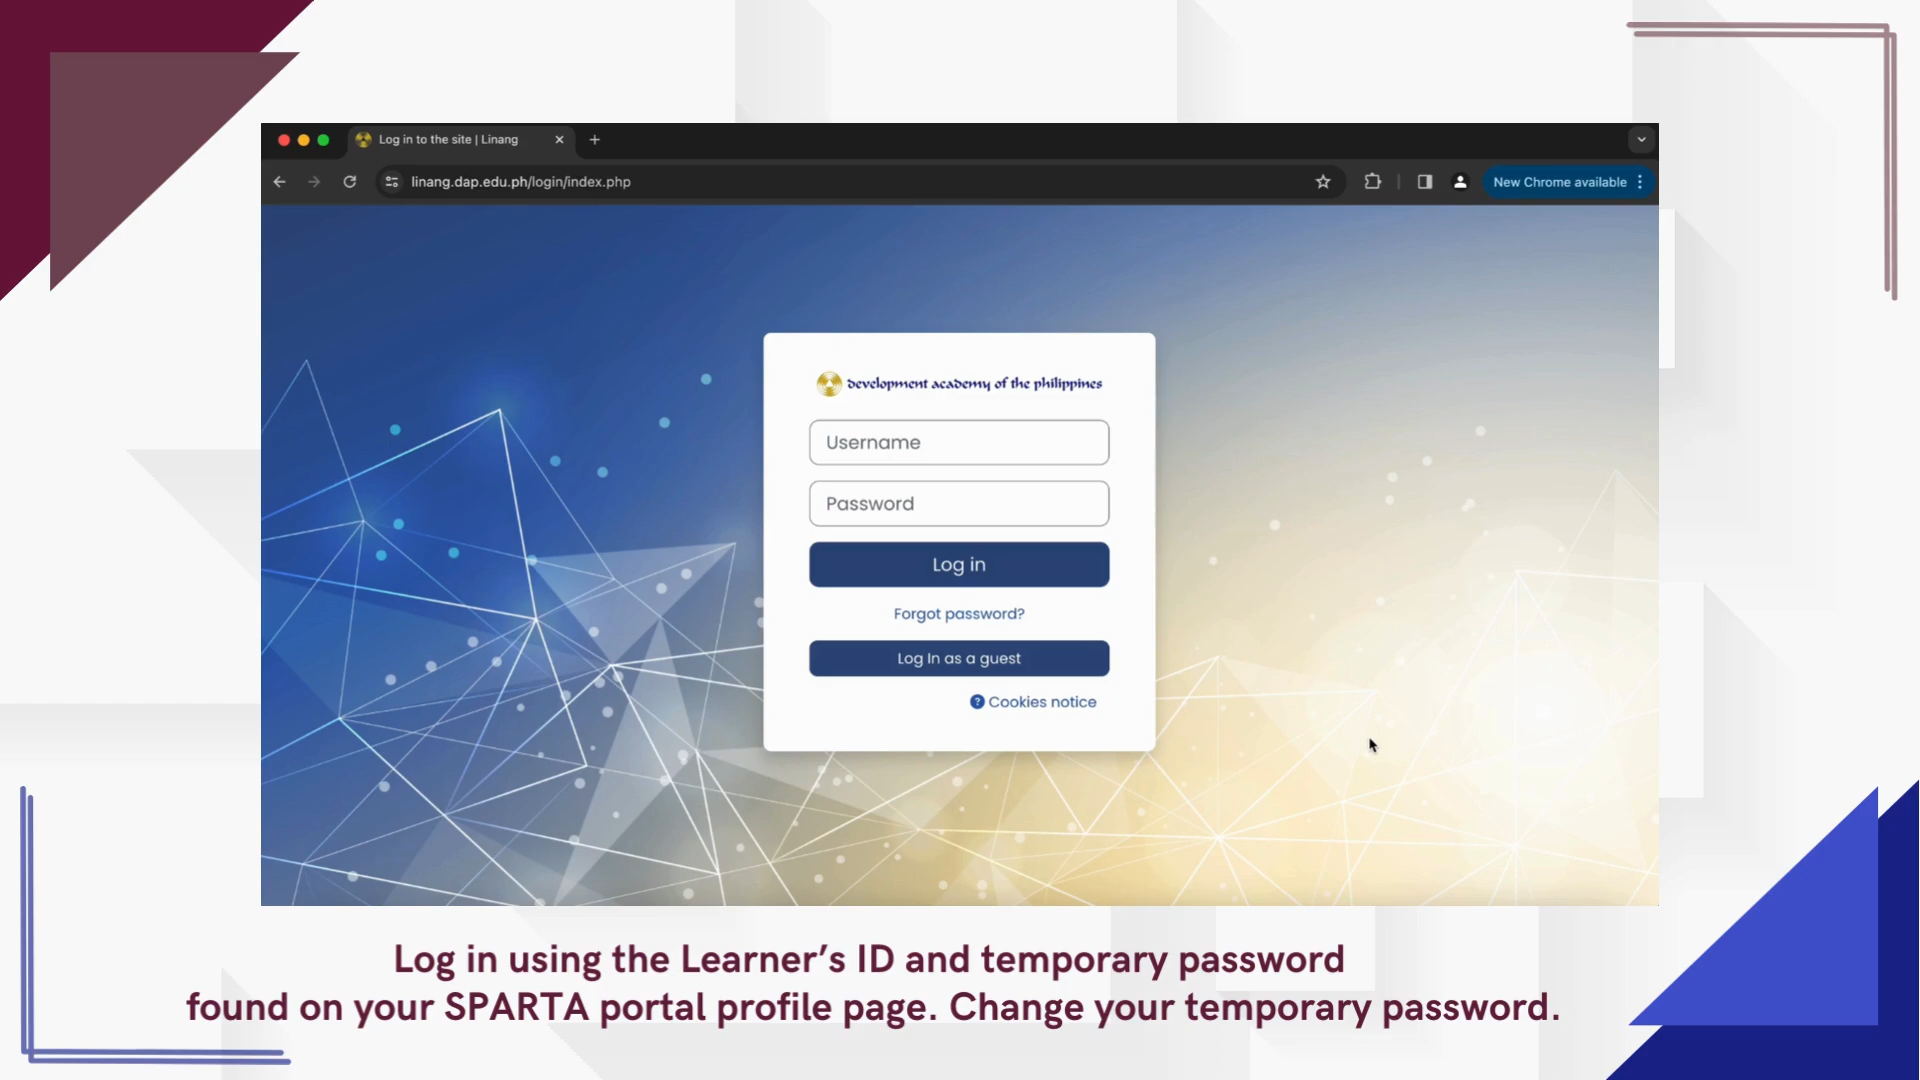 Log in to the site | Linang
linang.dap.edu.ph/login/index.php
New Chrome available
Development Academy of the Philippines
Username
Password
Log in
Forgot password?
Log In as a guest
? Cookies notice
Log in using the Learner’s ID and temporary password
found on your SPARTA portal profile page. Change your temporary password.